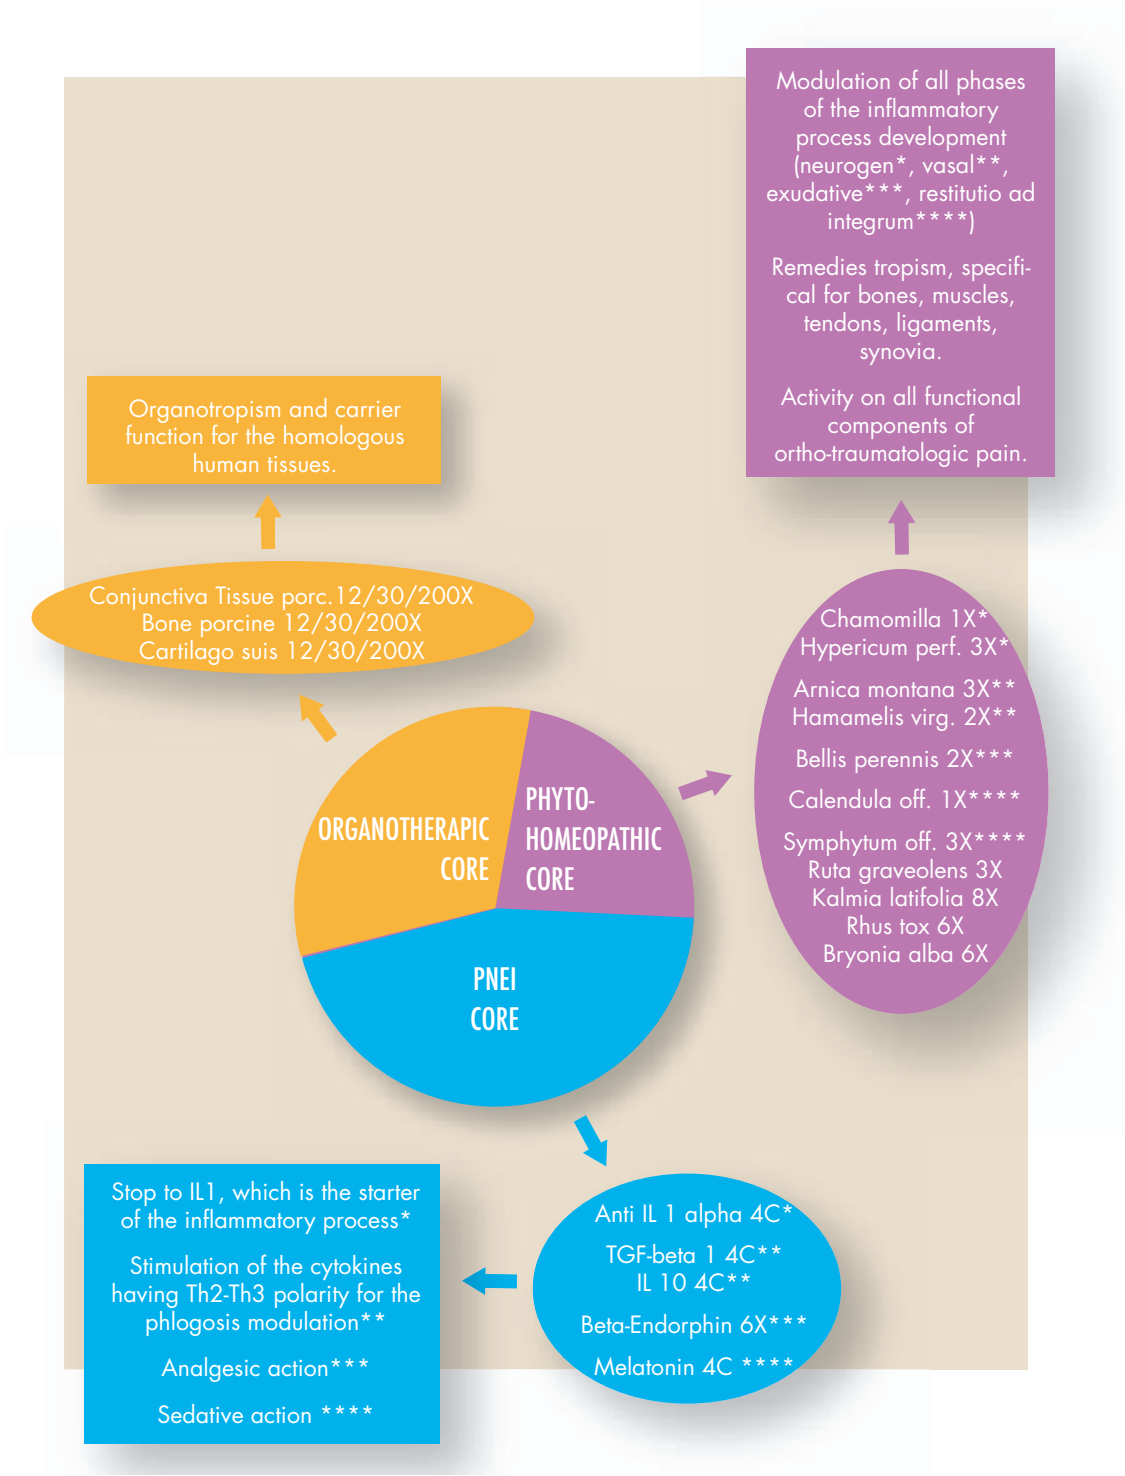 Modulation of all phases
of the inflammatory
process development
(neurogen*, vasal**,
exudative***, restitutio ad
integrum****)
Remedies tropism, specifi-
cal for bones, muscles,
tendons, ligaments,
synovia.
Activity on all functional
components of
ortho-traumatologic pain.
Organotropism and carrier
function for the homologous
human tissues.
Conjunctiva Tissue porc.12/30/200X
Bone porcine 12/30/200X
Cartilago suis 12/30/200X
Chamomilla 1X*
Hypericum perf. 3X*
Arnica montana 3X**
Hamamelis virg. 2X**
Bellis perennis 2X***
Calendula off. 1X****
Symphytum off. 3X****
Ruta graveolens 3X
Kalmia latifolia 8X
Rhus tox 6X
Bryonia alba 6X
ORGANOTHERAPIC
CORE
PHYTO-
HOMEOPATHIC
CORE
PNEI
CORE
Stop to IL1, which is the starter
of the inflammatory process*
Stimulation of the cytokines
having Th2-Th3 polarity for the
phlogosis modulation**
Analgesic action***
Sedative action ****
Anti IL 1 alpha 4C*
TGF-beta 1 4C**
IL 10 4C**
Beta-Endorphin 6X***
Melatonin 4C ****